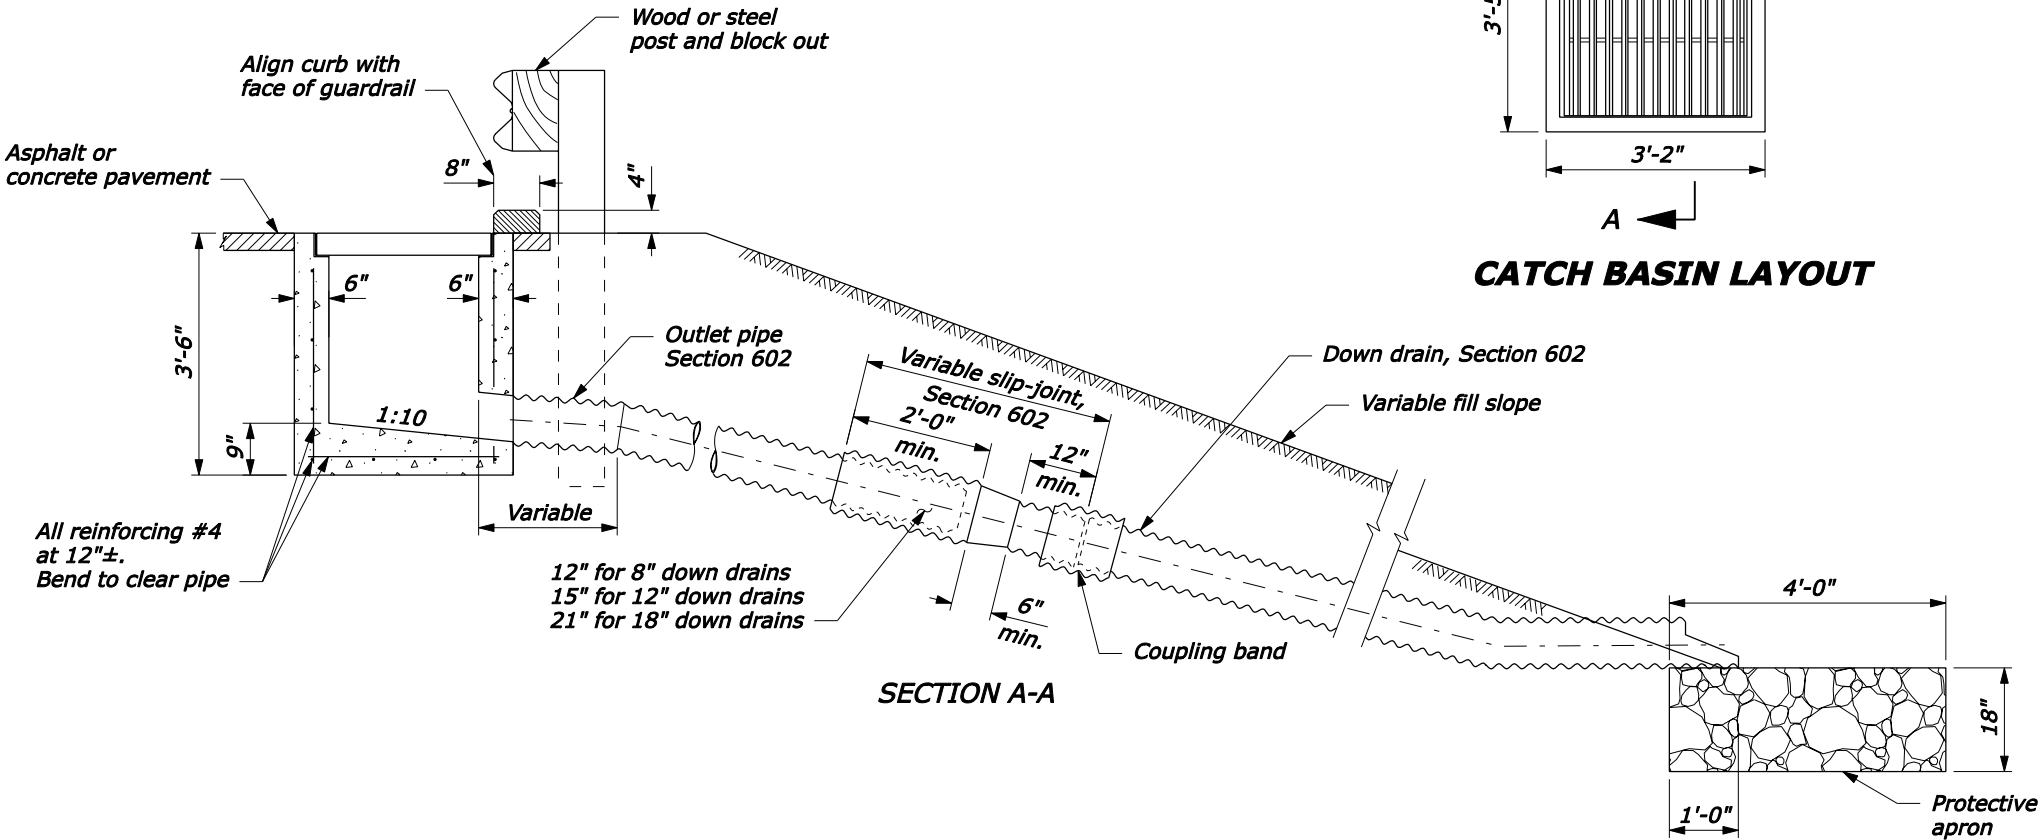 Wood or steel
post and block out
Align curb with
face of guardrail
Asphalt or
concrete pavement
8"
4"
6"
6"
3'-6"
9"
1:10
Outlet pipe
Section 602
Variable slip-joint,
Section 602
2'-0"
min.
12"
min.
Down drain, Section 602
Variable fill slope
Variable
All reinforcing #4
at 12"±.
Bend to clear pipe
12" for 8" down drains
15" for 12" down drains
21" for 18" down drains
6"
min.
Coupling band
4'-0"
18"
1'-0"
Protective
apron
SECTION A-A
3'-2"
A
CATCH BASIN LAYOUT